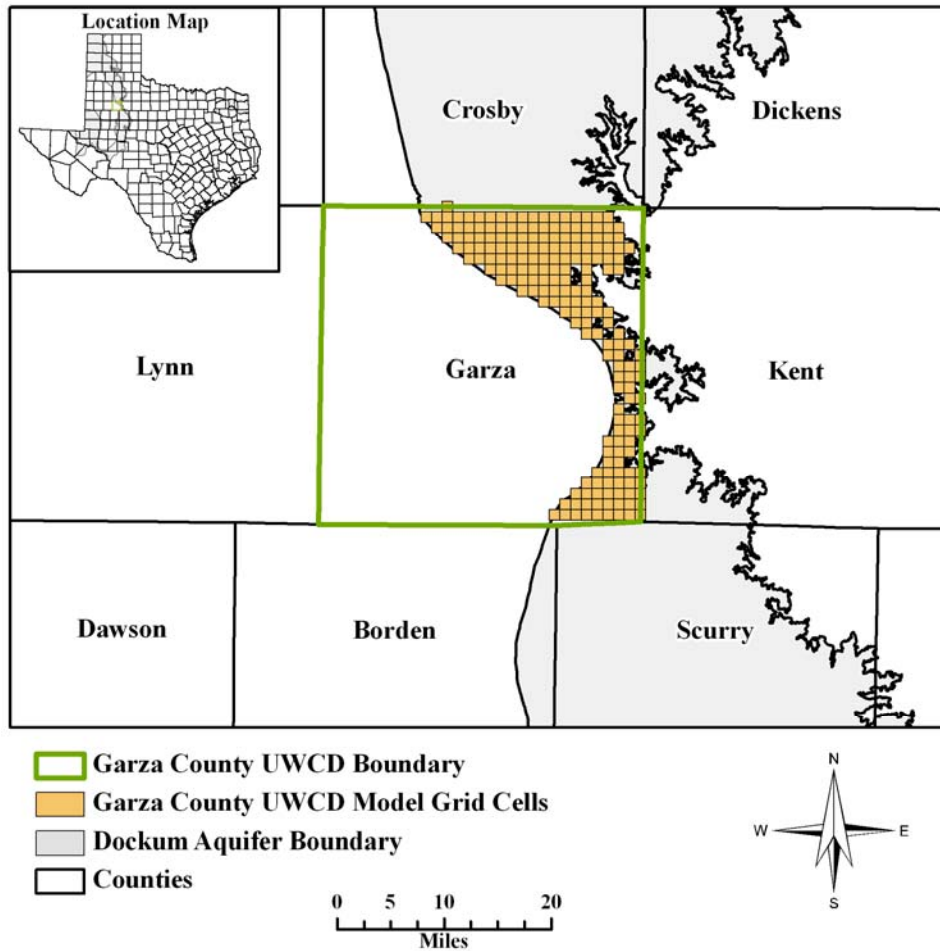 Location Map
Crosby
Dickens
Lynn
Garza
Kent
Dawson
Borden
Scurry
Garza County UWCD Boundary
Garza County UWCD Model Grid Cells
Dockum Aquifer Boundary
Counties
N
W
E
S
0 5 10 20
Miles